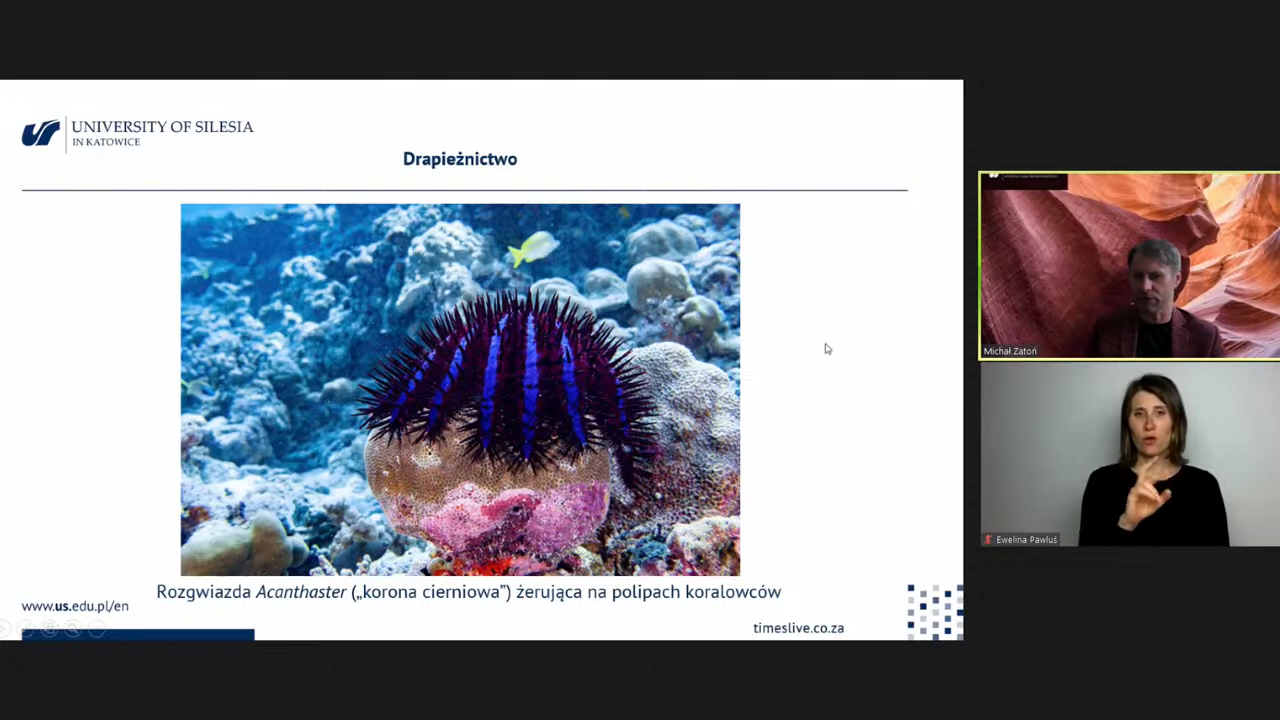 UNIVERSITY OF SILESIA
IN KATOWICE
Drapieżnictwo
Rozgwiazda Acanthaster („korona cierniowa”) żerująca na polipach koralowców
www.us.edu.pl/en
timeslive.co.za
Michał Zatoń
Ewelina Pawluś